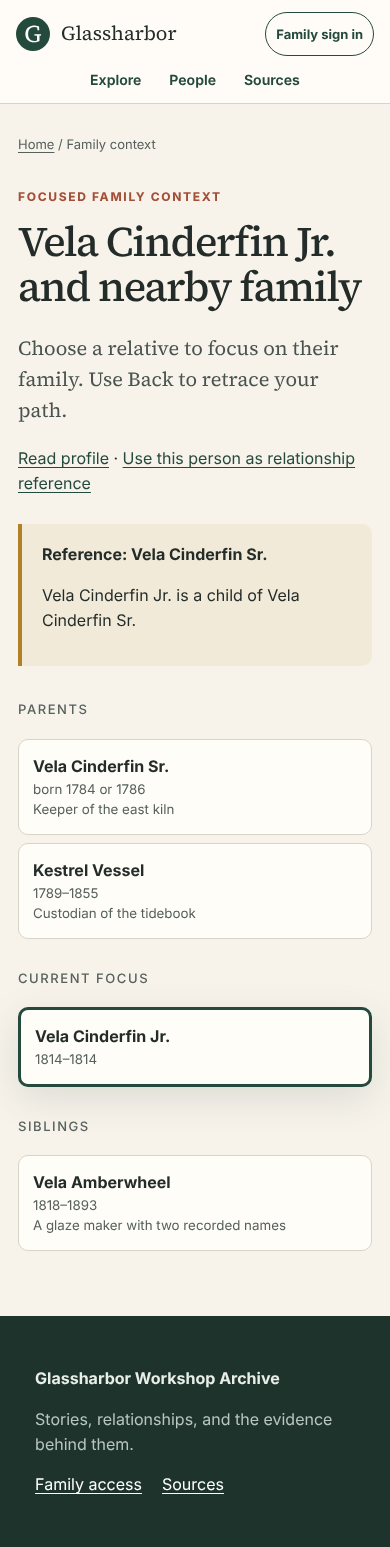 G Glassharbor
Family sign in
Explore People Sources
Home / Family context
FOCUSED FAMILY CONTEXT
Vela Cinderfin Jr.
and nearby family
Choose a relative to focus on their
family. Use Back to retrace your
path.
Read profile · Use this person as relationship
reference
Reference: Vela Cinderfin Sr.
Vela Cinderfin Jr. is a child of Vela
Cinderfin Sr.
PARENTS
Vela Cinderfin Sr.
born 1784 or 1786
Keeper of the east kiln
Kestrel Vessel
1789–1855
Custodian of the tidebook
CURRENT FOCUS
Vela Cinderfin Jr.
1814–1814
SIBLINGS
Vela Amberwheel
1818–1893
A glaze maker with two recorded names
Glassharbor Workshop Archive
Stories, relationships, and the evidence
behind them.
Family access Sources